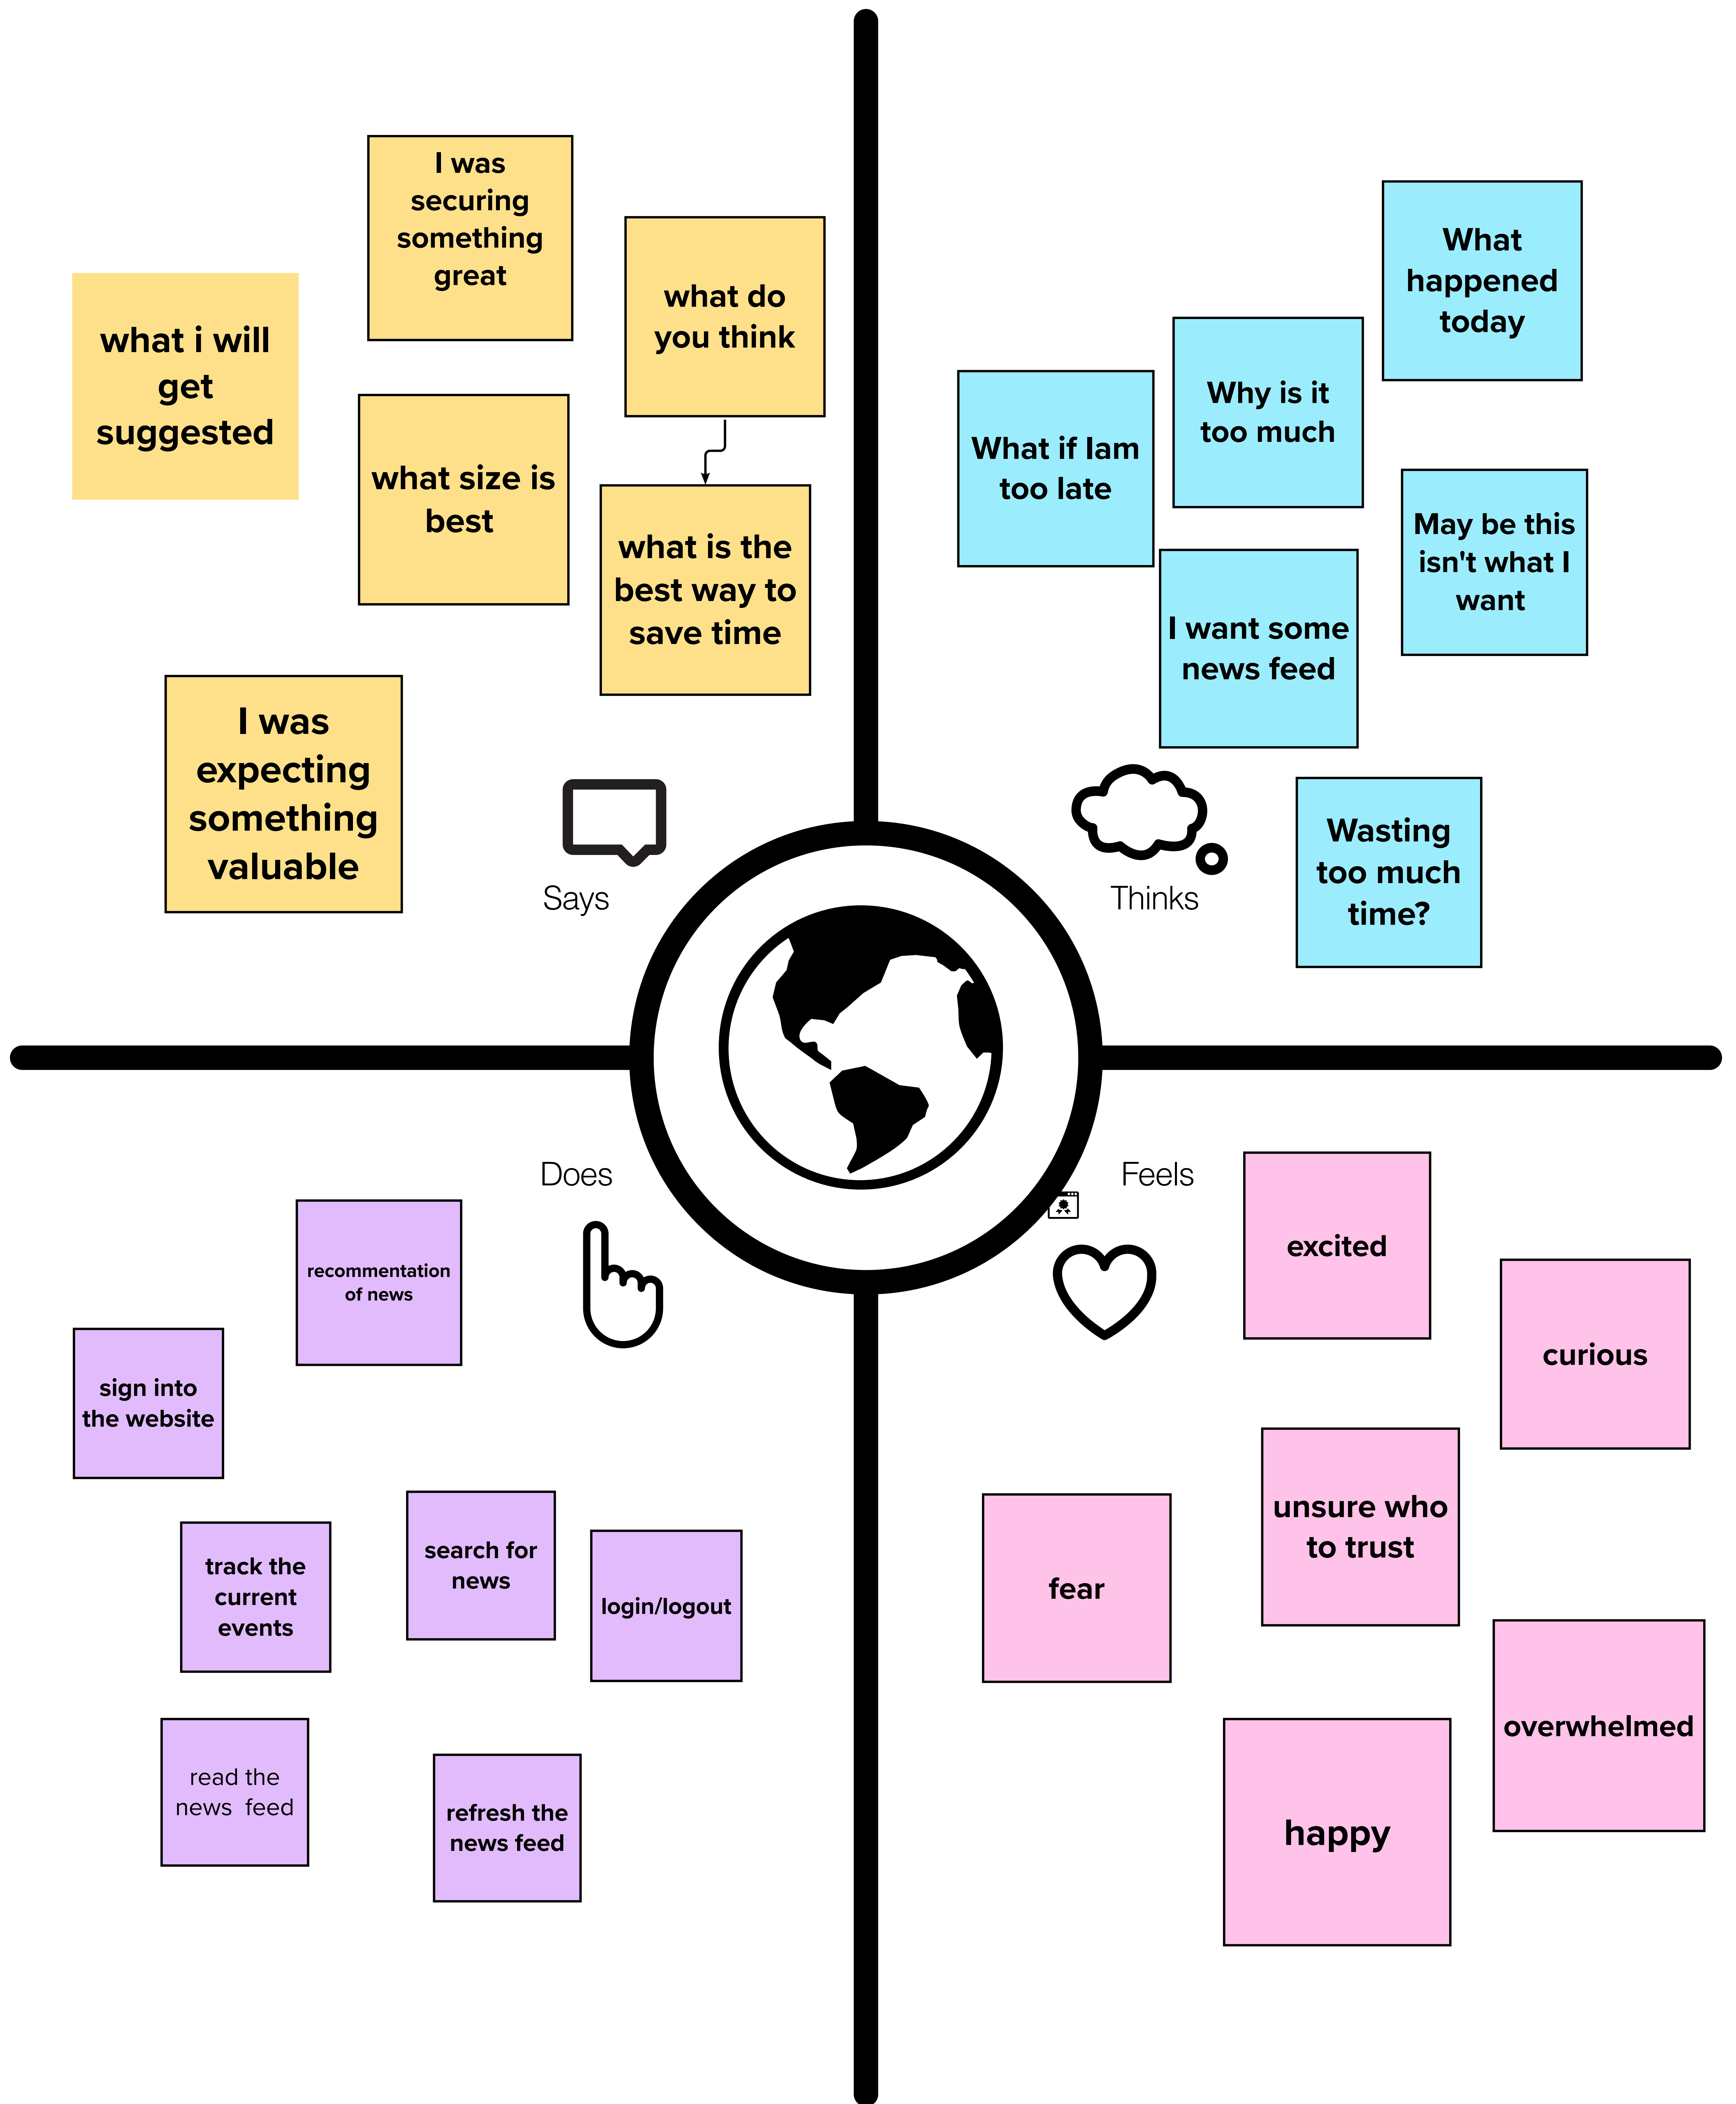 I was
securing
something
great
what do
you think
what i will
get
suggested
what size is
best
what is the
best way to
save time
I was
expecting
something
valuable
Says
What
happened
today
Why is it
too much
What if Iam
too late
May be this
isn't what I
want
I want some
news feed
Wasting
too much
time?
Thinks
Does
recommentation
of news
sign into
the website
search for
news
track the
current
events
login/logout
read the
news  feed
refresh the
news feed
Feels
excited
curious
unsure who
to trust
fear
overwhelmed
happy